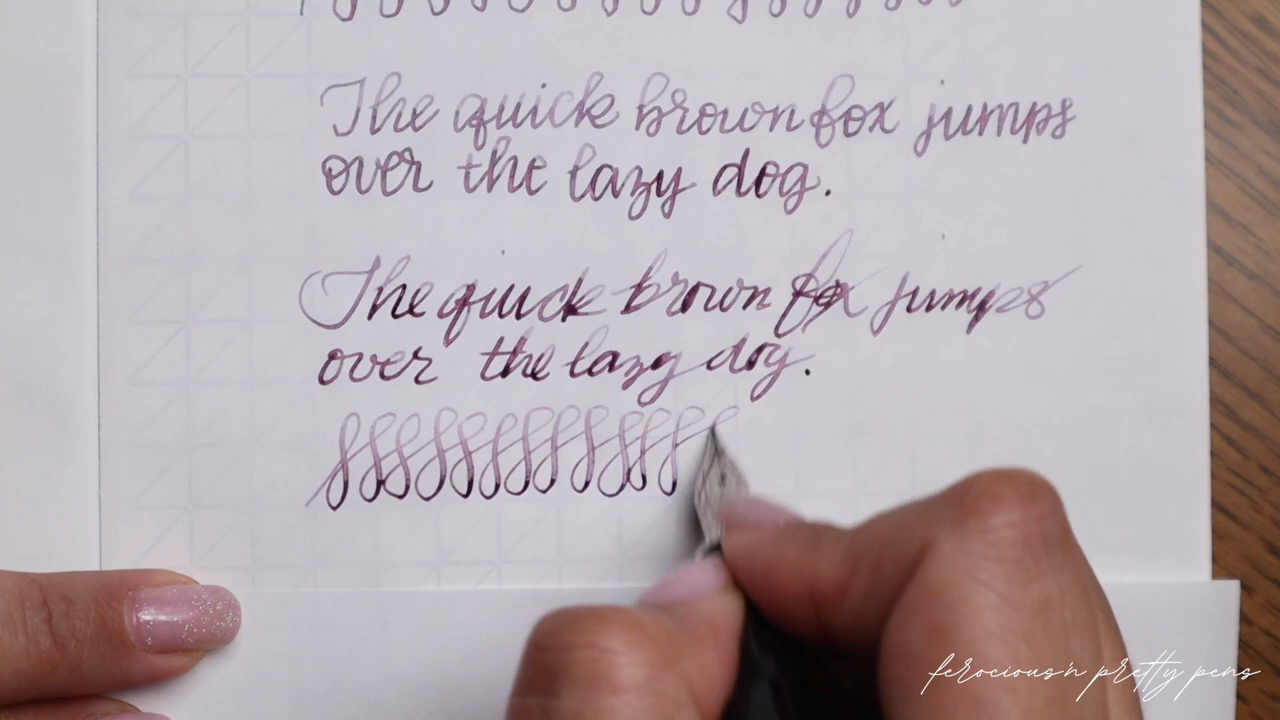 The quick brown fox jumps
over the lazy dog.
The quick brown fox jumps
over the lazy dog.
ferocious'n pretty pens